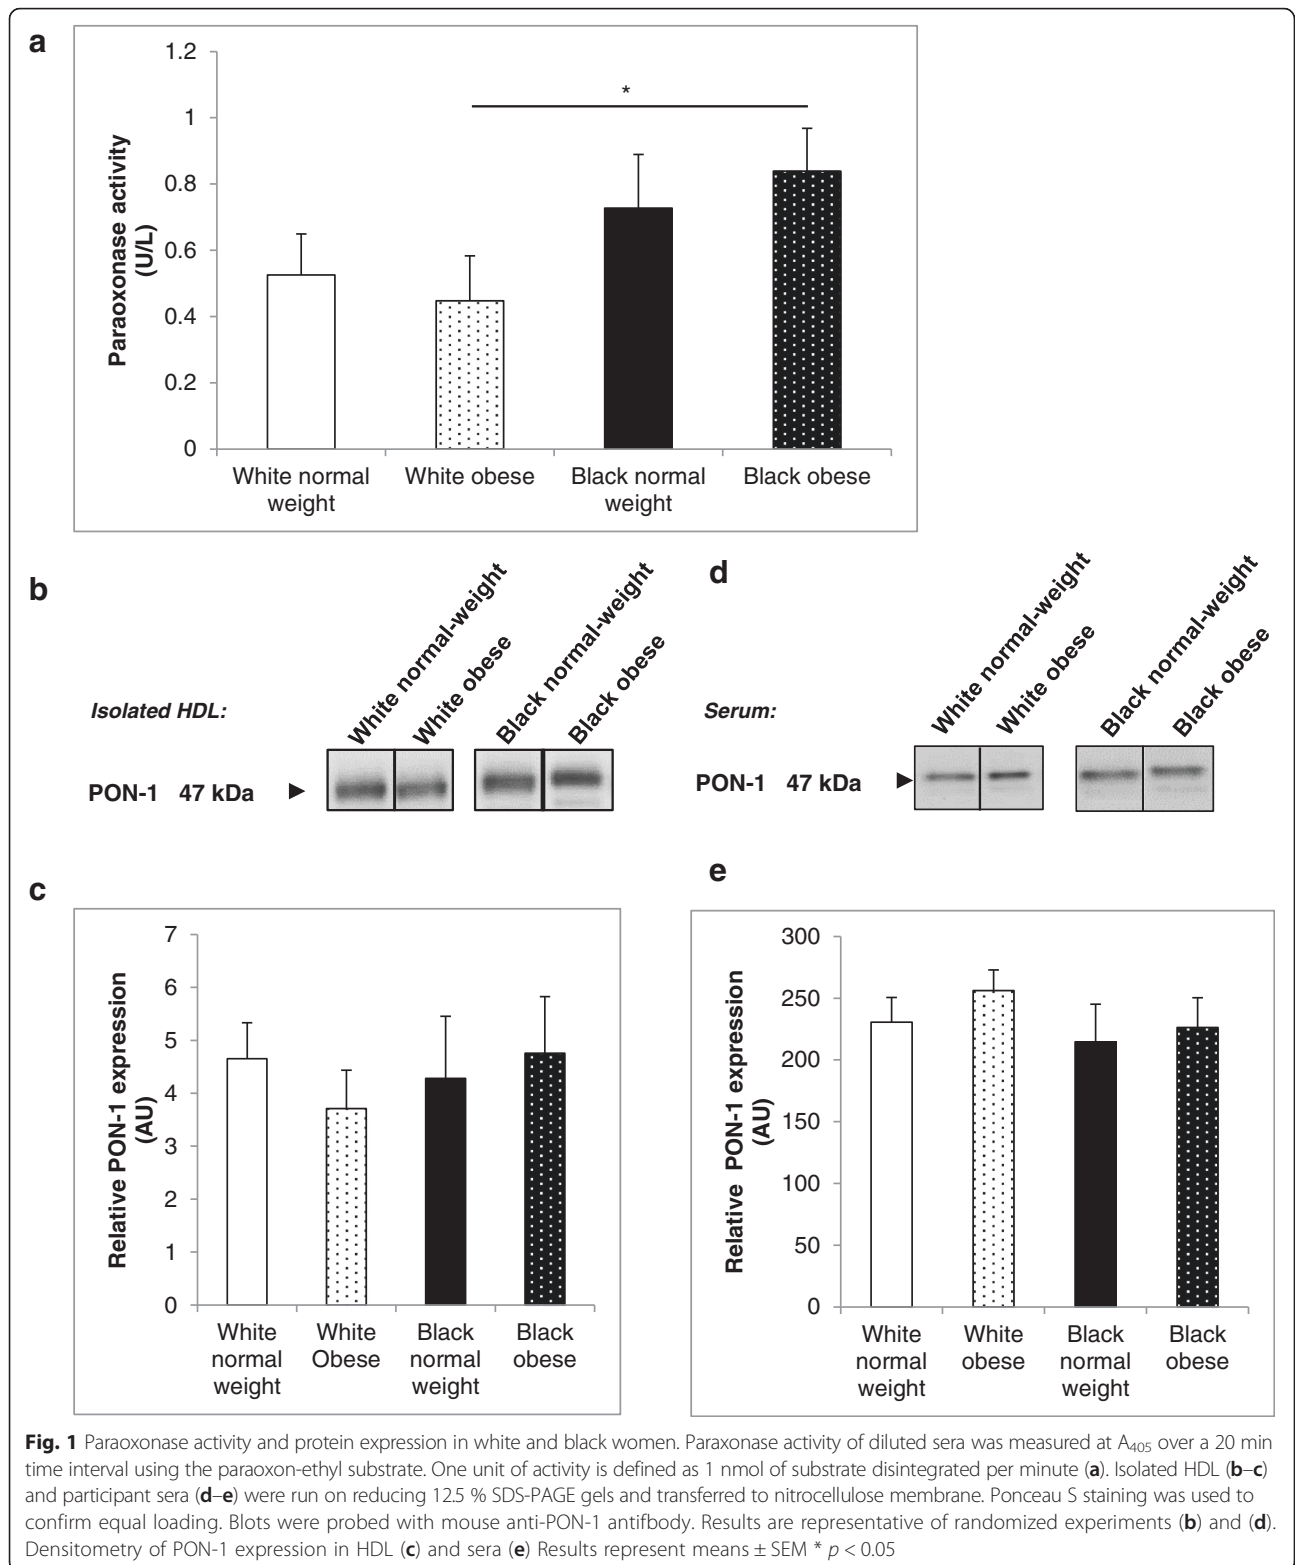 a
1.2
1
0.8
0.6
0.4
0.2
0
Paraoxonase activity
(U/L)
*
White normal
weight
White obese
Black normal
weight
Black obese
b
Isolated HDL:
White normal-weight
White obese
Black normal-weight
Black obese
PON-1 47 kDa
d
Serum:
White normal-weight
White obese
Black normal-weight
Black obese
PON-1 47 kDa
c
7
6
5
4
3
2
1
0
Relative PON-1 expression
(AU)
White
normal
weight
White
Obese
Black
normal
weight
Black
obese
e
300
250
200
150
100
50
0
Relative PON-1 expression
(AU)
White
normal
weight
White
obese
Black
normal
weight
Black
obese
Fig. 1 Paraoxonase activity and protein expression in white and black women. Paraxonase activity of diluted sera was measured at A405 over a 20 min
time interval using the paraoxon-ethyl substrate. One unit of activity is defined as 1 nmol of substrate disintegrated per minute (a). Isolated HDL (b–c)
and participant sera (d–e) were run on reducing 12.5 % SDS-PAGE gels and transferred to nitrocellulose membrane. Ponceau S staining was used to
confirm equal loading. Blots were probed with mouse anti-PON-1 antifbody. Results are representative of randomized experiments (b) and (d).
Densitometry of PON-1 expression in HDL (c) and sera (e) Results represent means ± SEM * p < 0.05